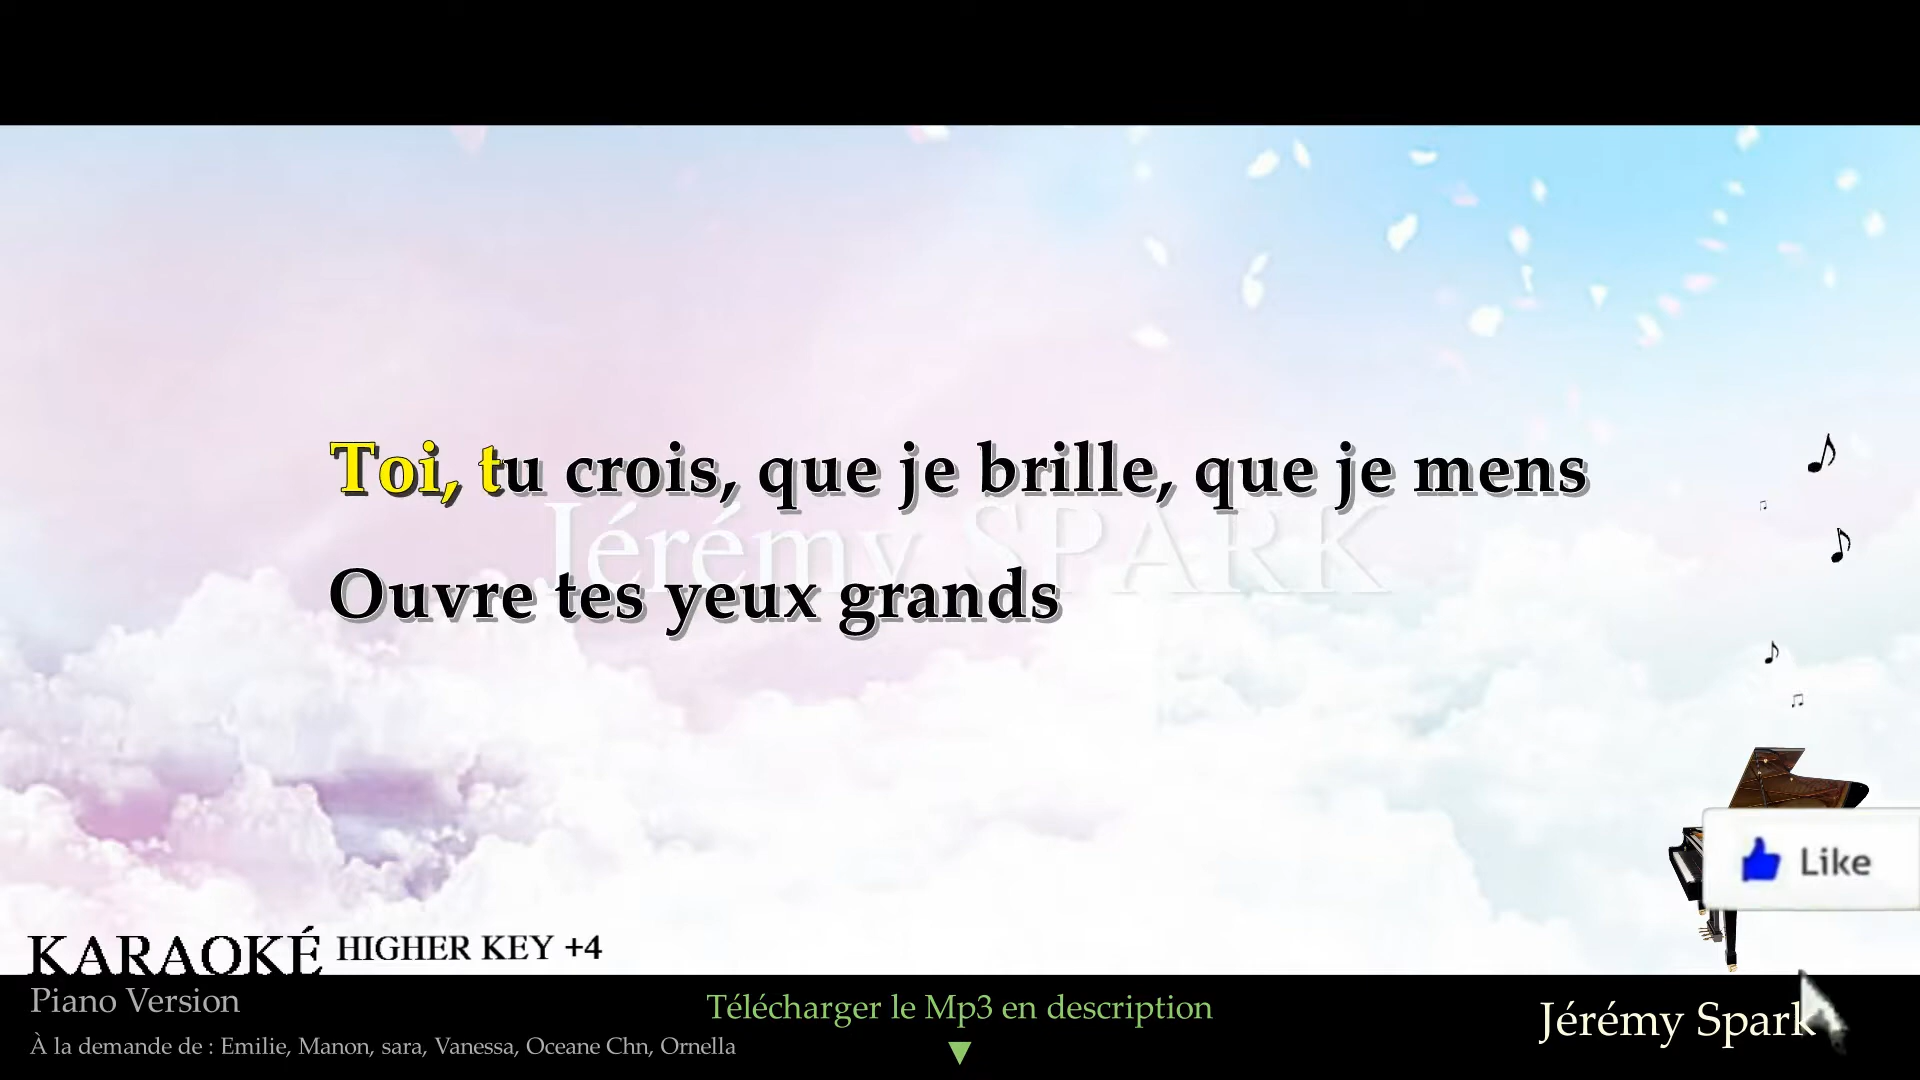 Toi, tu crois, que je brille, que je mens
Jérémy SPARK
Ouvre tes yeux grands
Like
KARAOKÉ HIGHER KEY +4
Piano Version
Télécharger le Mp3 en description
Jérémy Spark
À la demande de : Emilie, Manon, sara, Vanessa, Oceane Chn, Ornella